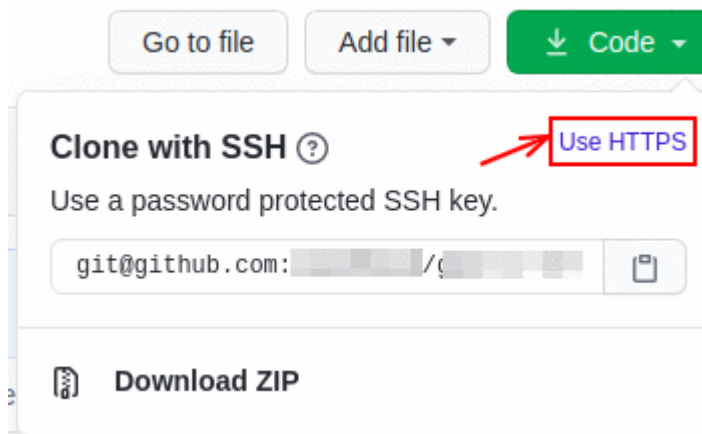 Go to file
Add file
Code
Clone with SSH
Use HTTPS
Use a password protected SSH key.
git@github.com: /g
Download ZIP
e